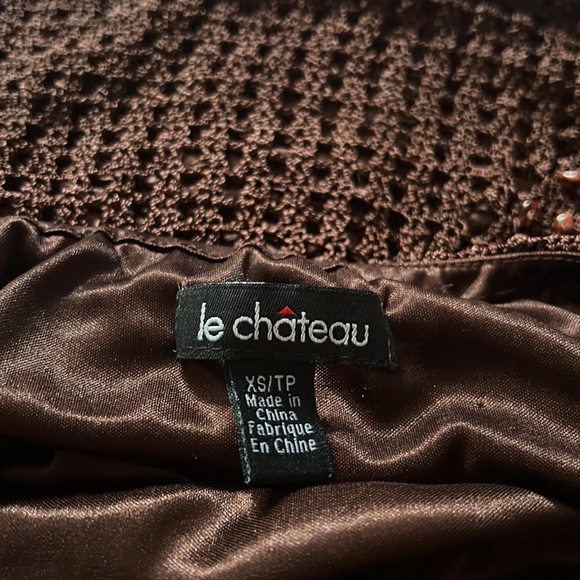 le château
XS/TP
Made in
China
Fabrique
En Chine